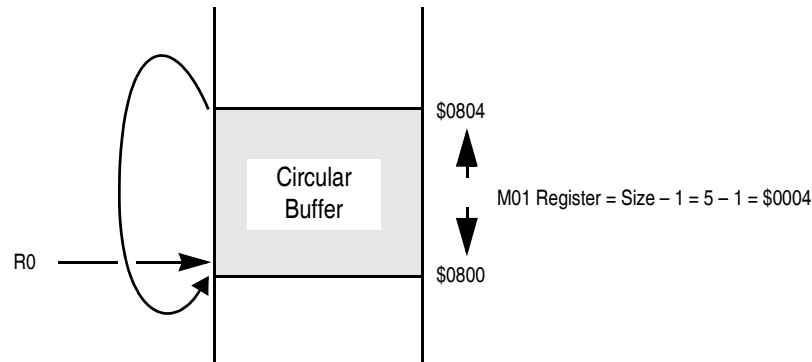 $0804
Circular
Buffer
M01 Register = Size – 1 = 5 – 1 = $0004
R0
$0800